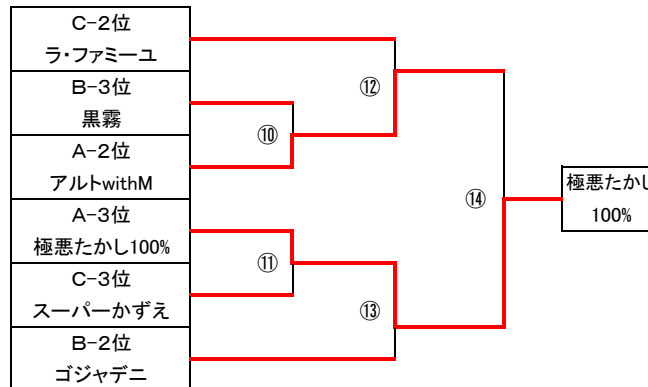 C-2位
ラ・ファミーユ
B-3位
黒霧
A-2位
アルトwithM
A-3位
極悪たかし100%
C-3位
スーパーかずえ
B-2位
ゴジャデニ
⑩
⑪
⑫
⑬
⑭
極悪たかし
100%